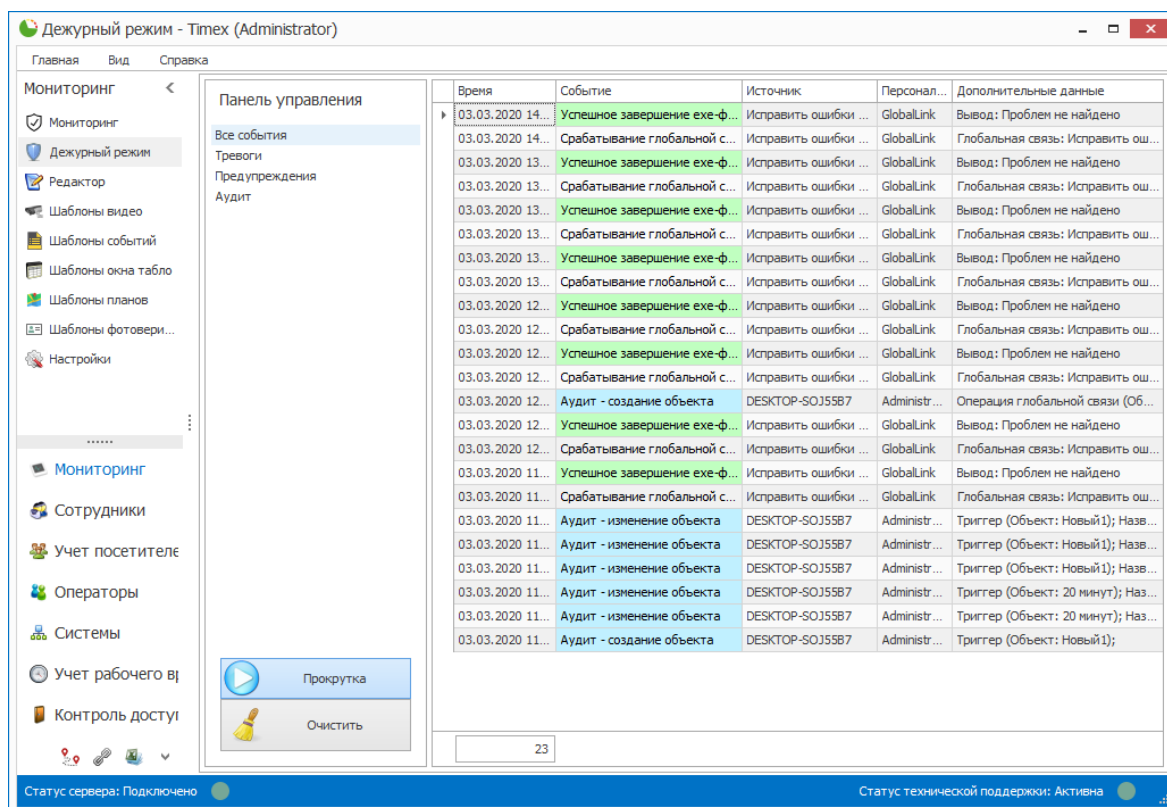 Дежурный режим - Timex (Administrator)
Главная Вид Справка
Мониторинг
Мониторинг
Дежурный режим
Редактор
Шаблоны видео
Шаблоны событий
Шаблоны окна табло
Шаблоны планов
Шаблоны фотовери...
Настройки
Мониторинг
Сотрудники
Учет посетителе
Операторы
Системы
Учет рабочего вр
Контроль доступ
Панель управления
Все события
Тревоги
Предупреждения
Аудит
Прокрутка
Очистить
Время Событие Источник Персонал... Дополнительные данные
03.03.2020 14... Успешное завершение exe-ф... Исправить ошибки ... GlobalLink Вывод: Проблем не найдено
03.03.2020 14... Срабатывание глобальной с... Исправить ошибки ... GlobalLink Глобальная связь: Исправить ош...
03.03.2020 13... Успешное завершение exe-ф... Исправить ошибки ... GlobalLink Вывод: Проблем не найдено
03.03.2020 13... Срабатывание глобальной с... Исправить ошибки ... GlobalLink Глобальная связь: Исправить ош...
03.03.2020 13... Успешное завершение exe-ф... Исправить ошибки ... GlobalLink Вывод: Проблем не найдено
03.03.2020 13... Срабатывание глобальной с... Исправить ошибки ... GlobalLink Глобальная связь: Исправить ош...
03.03.2020 13... Успешное завершение exe-ф... Исправить ошибки ... GlobalLink Вывод: Проблем не найдено
03.03.2020 13... Срабатывание глобальной с... Исправить ошибки ... GlobalLink Глобальная связь: Исправить ош...
03.03.2020 12... Успешное завершение exe-ф... Исправить ошибки ... GlobalLink Вывод: Проблем не найдено
03.03.2020 12... Срабатывание глобальной с... Исправить ошибки ... GlobalLink Глобальная связь: Исправить ош...
03.03.2020 12... Успешное завершение exe-ф... Исправить ошибки ... GlobalLink Вывод: Проблем не найдено
03.03.2020 12... Срабатывание глобальной с... Исправить ошибки ... GlobalLink Глобальная связь: Исправить ош...
03.03.2020 12... Аудит - создание объекта DESKTOP-SOJ55B7 Administr... Операция глобальной связи (Об...
03.03.2020 12... Успешное завершение exe-ф... Исправить ошибки ... GlobalLink Вывод: Проблем не найдено
03.03.2020 12... Срабатывание глобальной с... Исправить ошибки ... GlobalLink Глобальная связь: Исправить ош...
03.03.2020 11... Успешное завершение exe-ф... Исправить ошибки ... GlobalLink Вывод: Проблем не найдено
03.03.2020 11... Срабатывание глобальной с... Исправить ошибки ... GlobalLink Глобальная связь: Исправить ош...
03.03.2020 11... Аудит - изменение объекта DESKTOP-SOJ55B7 Administr... Триггер (Объект: Новый1); Назв...
03.03.2020 11... Аудит - изменение объекта DESKTOP-SOJ55B7 Administr... Триггер (Объект: Новый1); Назв...
03.03.2020 11... Аудит - изменение объекта DESKTOP-SOJ55B7 Administr... Триггер (Объект: Новый1); Назв...
03.03.2020 11... Аудит - изменение объекта DESKTOP-SOJ55B7 Administr... Триггер (Объект: 20 минут); Наз...
03.03.2020 11... Аудит - изменение объекта DESKTOP-SOJ55B7 Administr... Триггер (Объект: 20 минут); Наз...
03.03.2020 11... Аудит - создание объекта DESKTOP-SOJ55B7 Administr... Триггер (Объект: Новый1);
23
Статус сервера: Подключено Статус технической поддержки: Активна